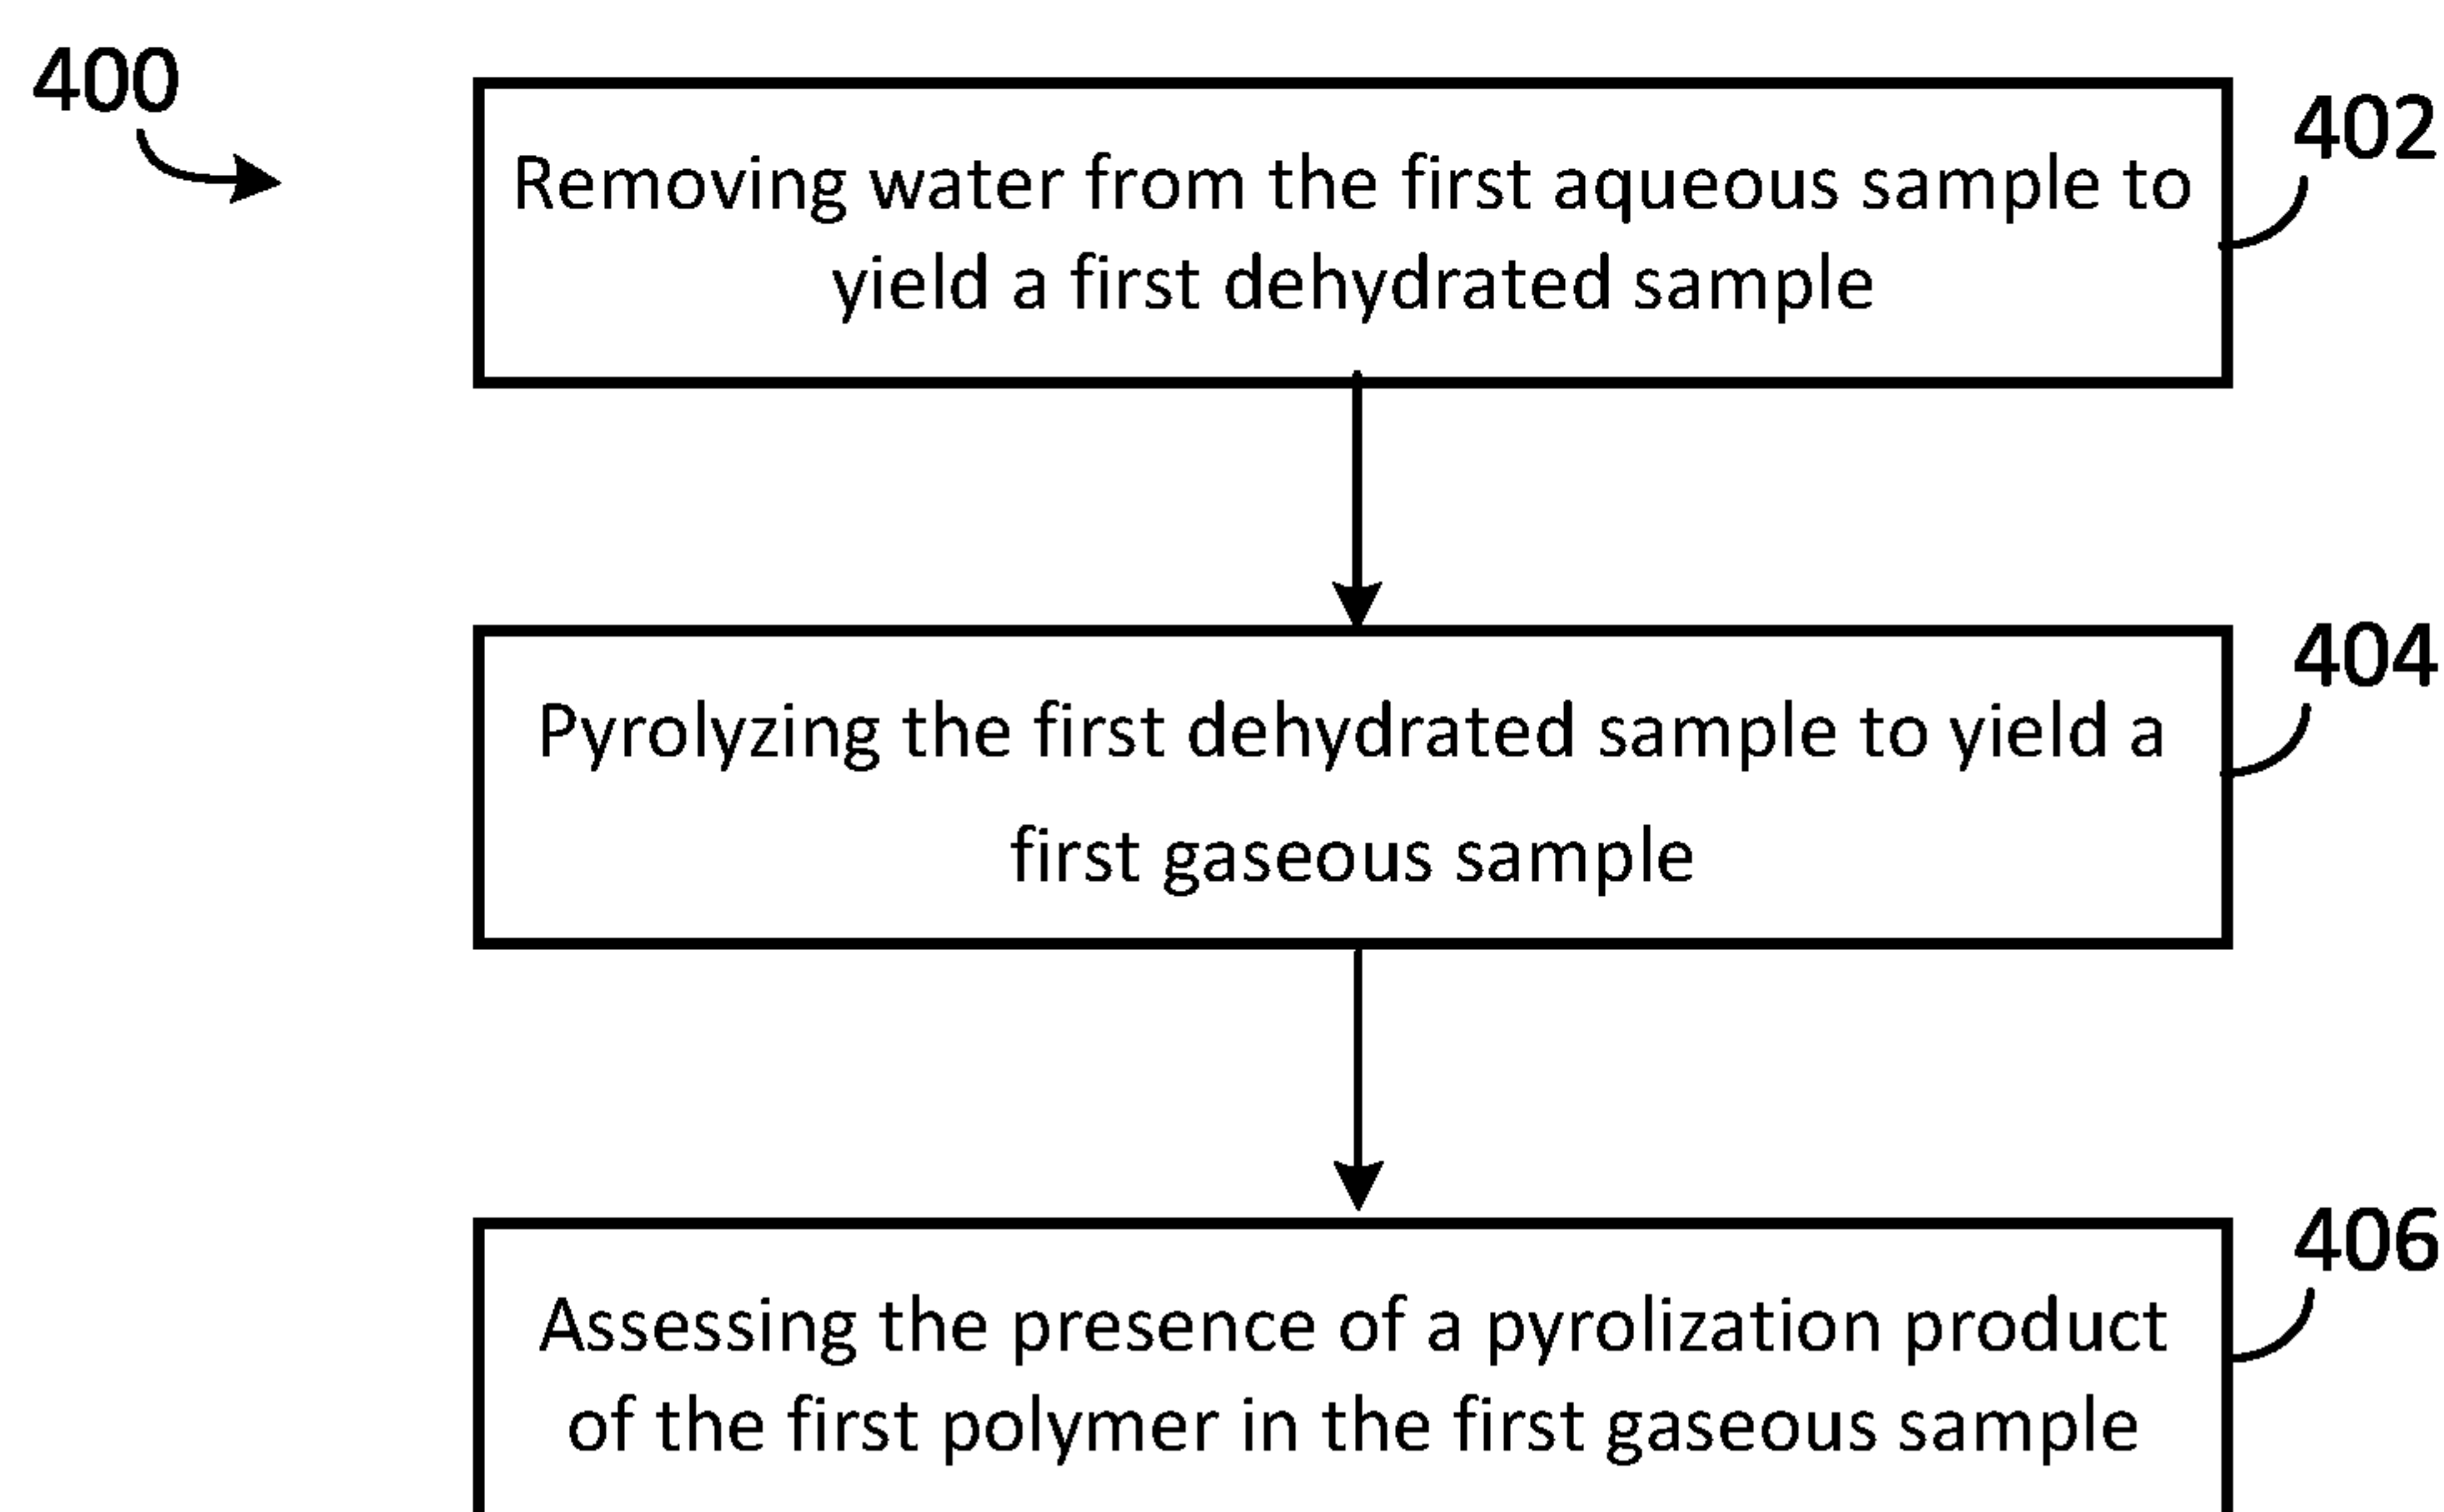 400
402
Removing water from the first aqueous sample to
yield a first dehydrated sample
404
Pyrolyzing the first dehydrated sample to yield a
first gaseous sample
406
Assessing the presence of a pyrolization product
of the first polymer in the first gaseous sample